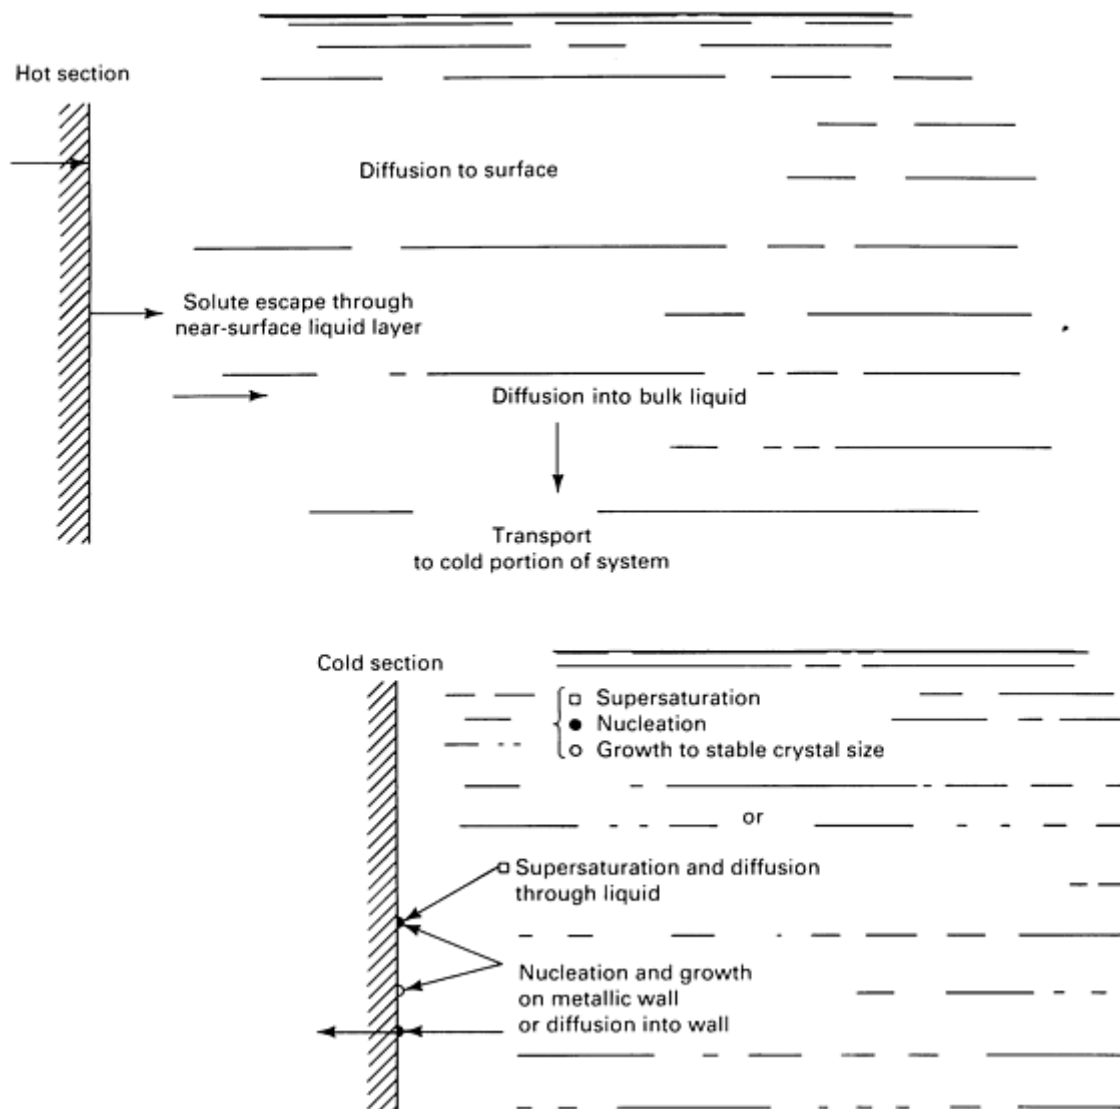 Hot section
Diffusion to surface
Solute escape through
near-surface liquid layer
Diffusion into bulk liquid
Transport
to cold portion of system
Cold section
Supersaturation
Nucleation
Growth to stable crystal size
or
Supersaturation and diffusion
through liquid
Nucleation and growth
on metallic wall
or diffusion into wall